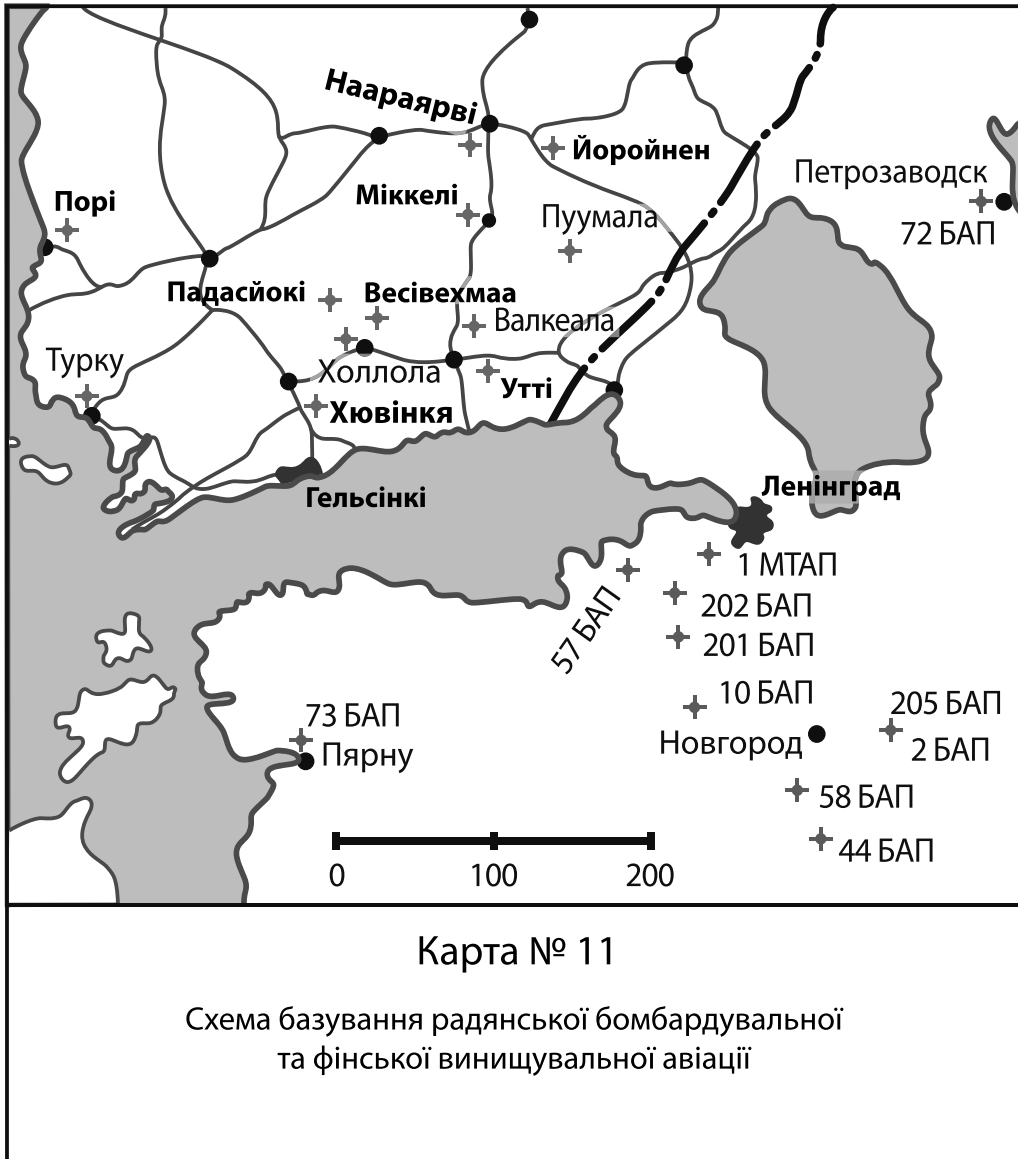 Наараярві
Йоройнен
Петрозаводск
72 БАП
Порі
Міккелі
Пуумала
Падасйокі
Весівехмаа
Валкеала
Турку
Холлола
Утті
Хювінкя
Гельсінкі
Ленінград
1 МТАП
57 БАП
202 БАП
201 БАП
10 БАП
205 БАП
73 БАП
Новгород
2 БАП
Пярну
58 БАП
44 БАП
0 100 200
Карта № 11
Схема базування радянської бомбардувальної
та фінської винищувальної авіації